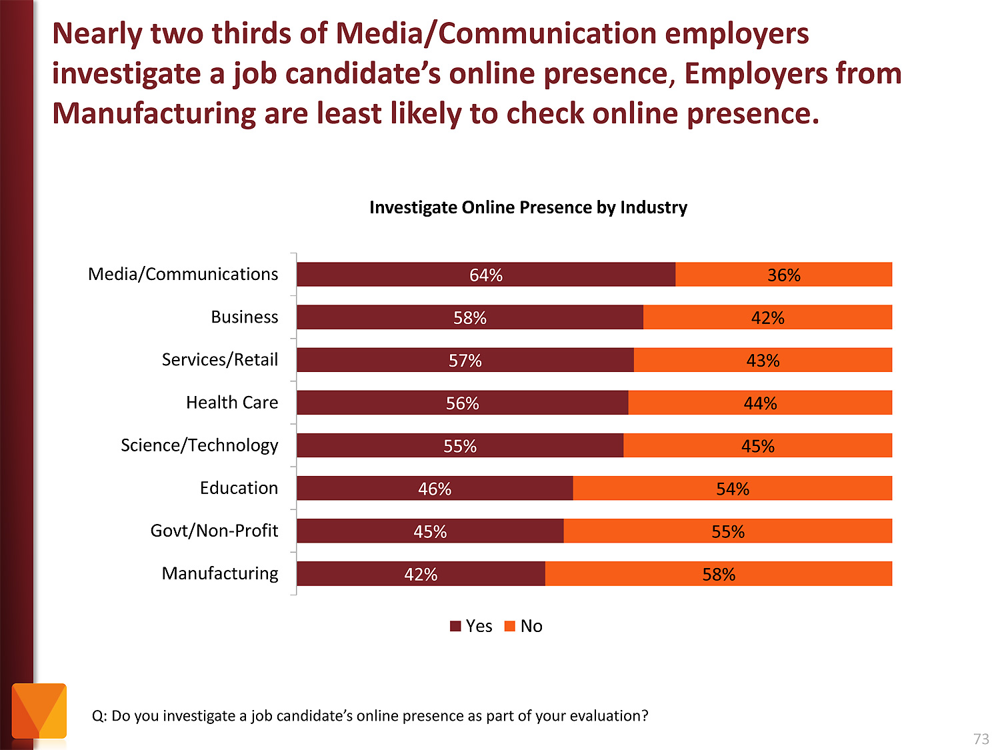 Nearly two thirds of Media/Communication employers
investigate a job candidate’s online presence, Employers from
Manufacturing are least likely to check online presence.
Investigate Online Presence by Industry
Media/Communications 64% 36%
Business 58% 42%
Services/Retail 57% 43%
Health Care 56% 44%
Science/Technology 55% 45%
Education 46% 54%
Govt/Non-Profit 45% 55%
Manufacturing 42% 58%
Yes No
Q: Do you investigate a job candidate’s online presence as part of your evaluation?
73